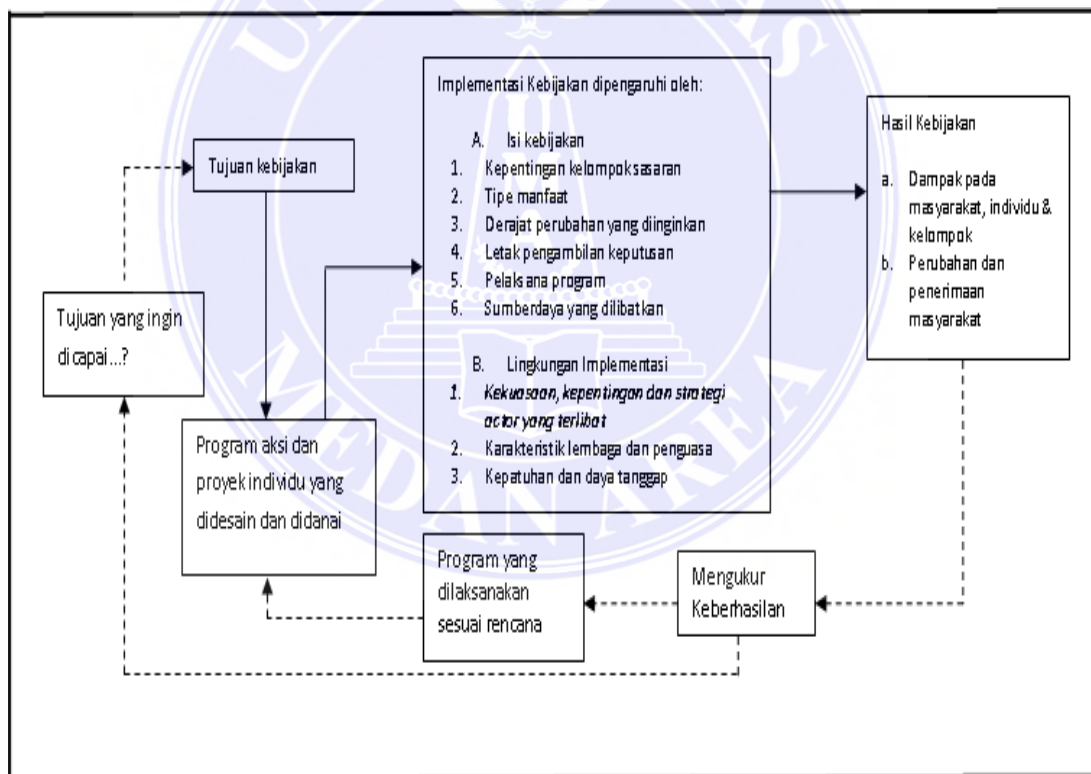 UNIVERSITAS
UMA
MEDAN AREA
Tujuan kebijakan
Tujuan yang ingin
dicapai...?
Program aksi dan
proyek individu yang
didesain dan didanai
Implementasi Kebijakan dipengaruhi oleh:
A. Isi kebijakan
1. Kepentingan kelompok sasaran
2. Tipe manfaat
3. Derajat perubahan yang diinginkan
4. Letak pengambilan keputusan
5. Pelaksana program
6. Sumberdaya yang dilibatkan
B. Lingkungan Implementasi
1. Kekuasaan, kepentingan dan strategi
actor yang terlibat
2. Karakteristik lembaga dan penguasa
3. Kepatuhan dan daya tanggap
Hasil Kebijakan
a. Dampak pada
masyarakat, individu &
kelompok
b. Perubahan dan
penerimaan
masyarakat
Program yang
dilaksanakan
sesuai rencana
Mengukur
Keberhasilan